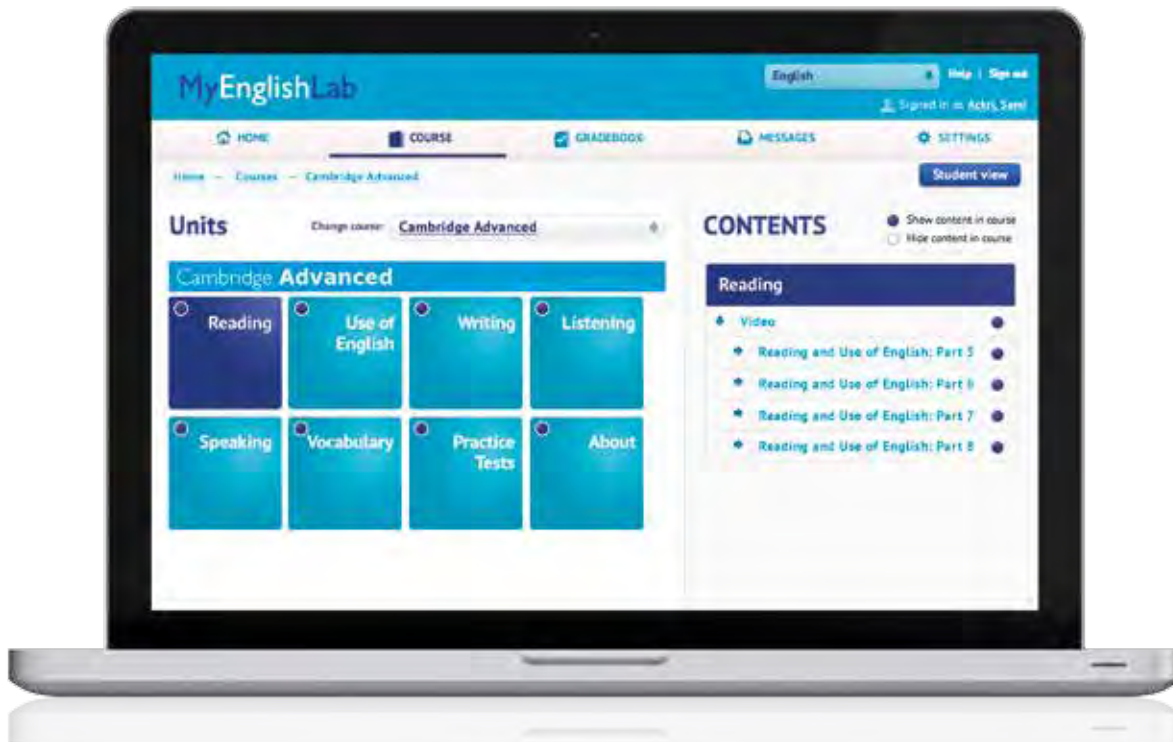 MyEnglishLab
English
Help | Sign out
Signed in as Ackri, Sami
HOME
COURSE
GRADEBOOK
MESSAGES
SETTINGS
Home – Courses – Cambridge Advanced
Student view
Units
Change course: Cambridge Advanced
CONTENTS
Show content in course
Hide content in course
Cambridge Advanced
Reading
Use of
English
Writing
Listening
Speaking
Vocabulary
Practice
Tests
About
Reading
Video
Reading and Use of English: Part 5
Reading and Use of English: Part 6
Reading and Use of English: Part 7
Reading and Use of English: Part 8